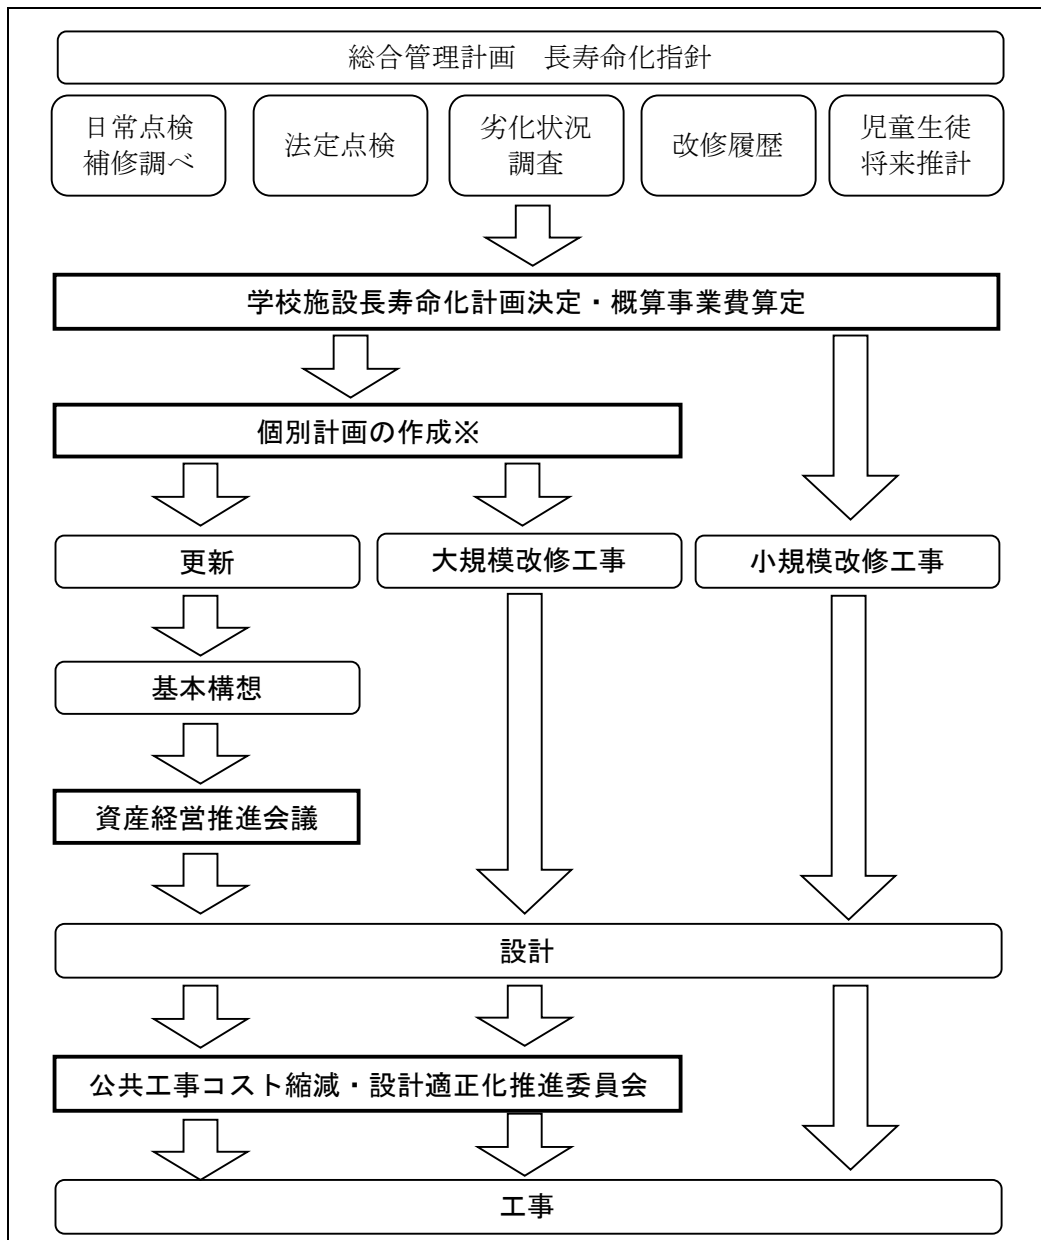 総合管理計画　長寿命化指針
日常点検
補修調べ
法定点検
劣化状況
調査
改修履歴
児童生徒
将来推計
学校施設長寿命化計画決定・概算事業費算定
個別計画の作成※
更新
大規模改修工事
小規模改修工事
基本構想
資産経営推進会議
設計
公共工事コスト縮減・設計適正化推進委員会
工事